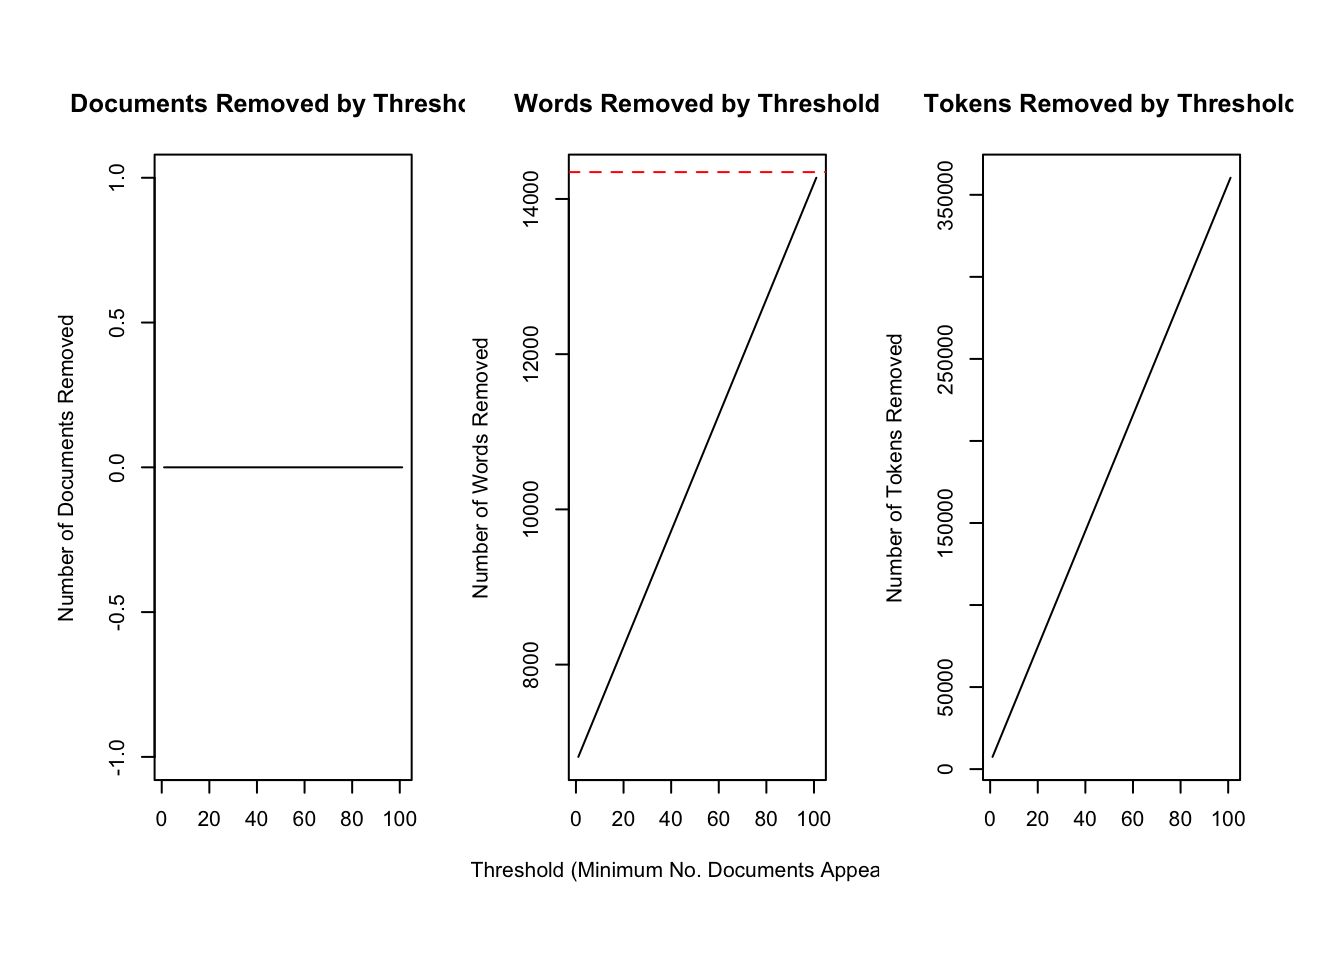 Documents Removed by Thresho
Number of Documents Removed
1.0
0.5
0.0
-0.5
-1.0
0 20 40 60 80 100
Words Removed by Threshold
Number of Words Removed
14000
12000
10000
8000
0 20 40 60 80 100
Threshold (Minimum No. Documents Appea
Tokens Removed by Threshold
Number of Tokens Removed
350000
250000
150000
50000
0
0 20 40 60 80 100